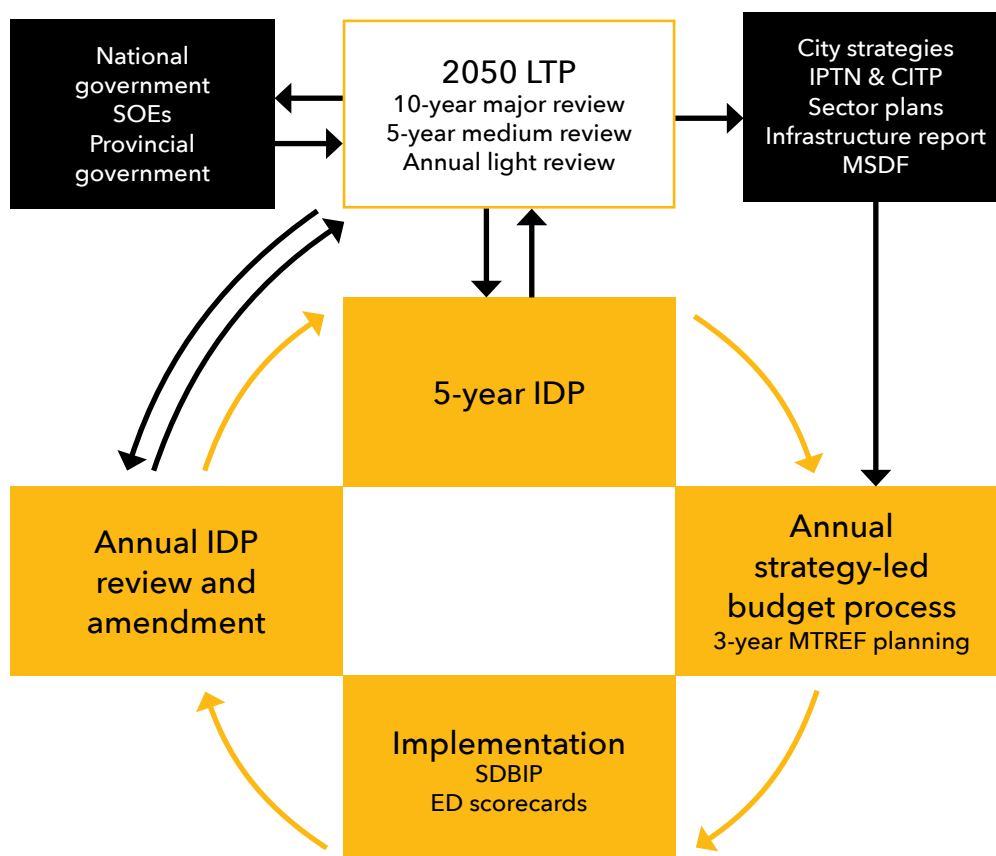 National
government
SOEs
Provincial
government
2050 LTP
10-year major review
5-year medium review
Annual light review
City strategies
IPTN & CITP
Sector plans
Infrastructure report
MSDF
5-year IDP
Annual IDP
review and
amendment
Annual
strategy-led
budget process
3-year MTREF planning
Implementation
SDBIP
ED scorecards